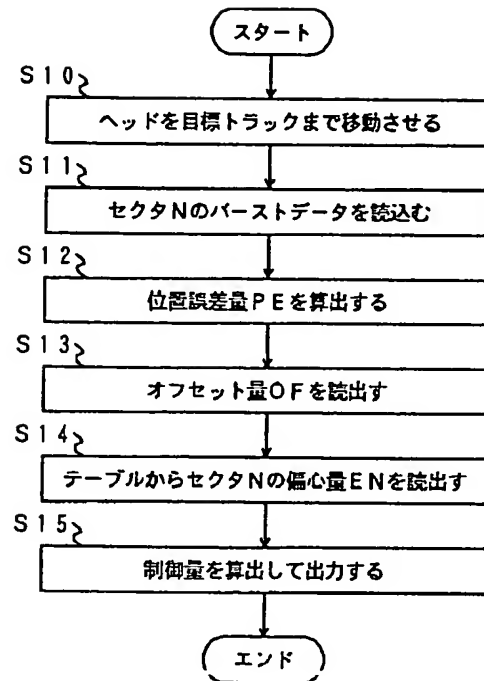 スタート
S10
ヘッドを目標トラックまで移動させる
S11
セクタNのバーストデータを読込む
S12
位置誤差量PEを算出する
S13
オフセット量OFを読出す
S14
テーブルからセクタNの偏心量ENを読出す
S15
制御量を算出して出力する
エンド